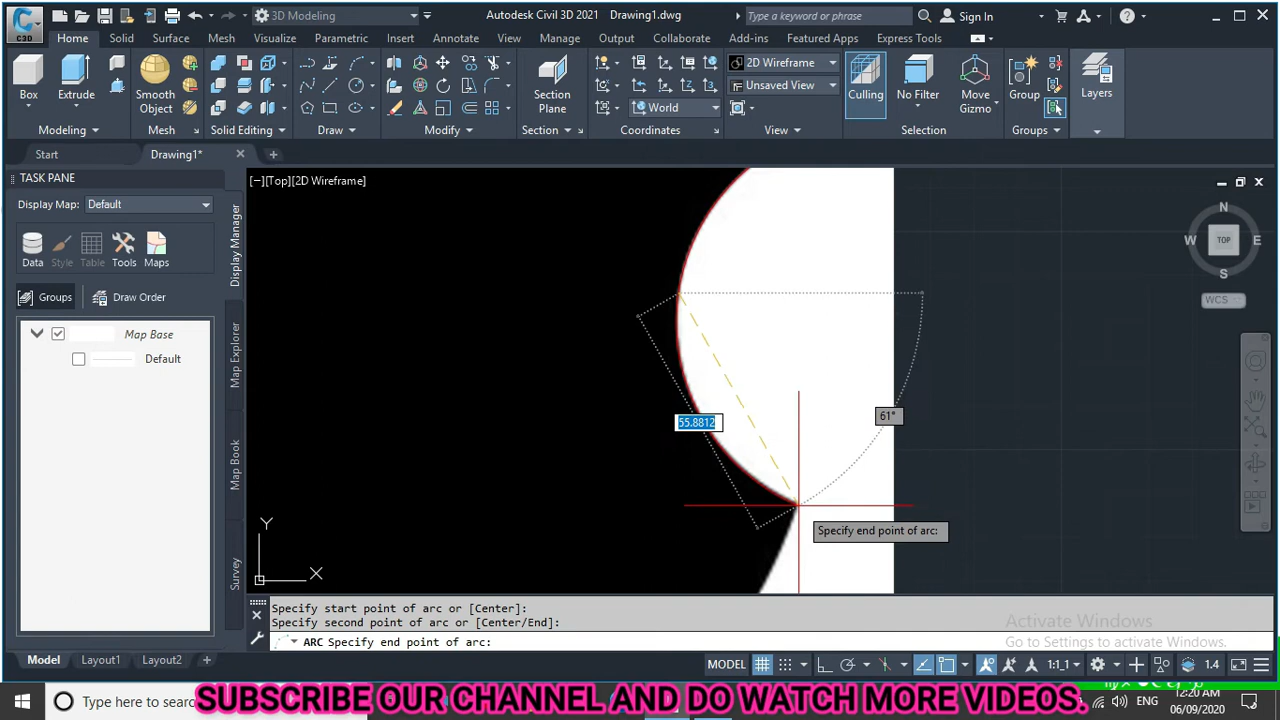 C3D
3D Modeling
Autodesk Civil 3D 2021 Drawing1.dwg
Type a keyword or phrase
Sign In
Home Solid Surface Mesh Visualize Parametric Insert Annotate View Manage Output Collaborate Add-ins Featured Apps Express Tools
2D Wireframe
Unsaved View
World
Box Extrude
Smooth Object
Section Plane
Culling No Filter Move Gizmo Group Layers
Modeling Mesh Solid Editing Draw Modify Section Coordinates View Selection Groups
Start Drawing1*
TASK PANE
[−][Top][2D Wireframe]
Display Map: Default
Data Style Table Tools Maps
Groups Draw Order
Map Base
Default
Display Manager
Map Explorer
Map Book
Survey
N
W TOP E
S
WCS
55.8812
61°
Specify end point of arc:
Y
X
Specify start point of arc or [Center]:
Specify second point of arc or [Center/End]:
ARC Specify end point of arc:
Activate Windows
Go to Settings to activate Windows.
Model Layout1 Layout2
MODEL 1:1 1.4
Type here to search
SUBSCRIBE OUR CHANNEL AND DO WATCH MORE VIDEOS.
12:20 AM
06/09/2020